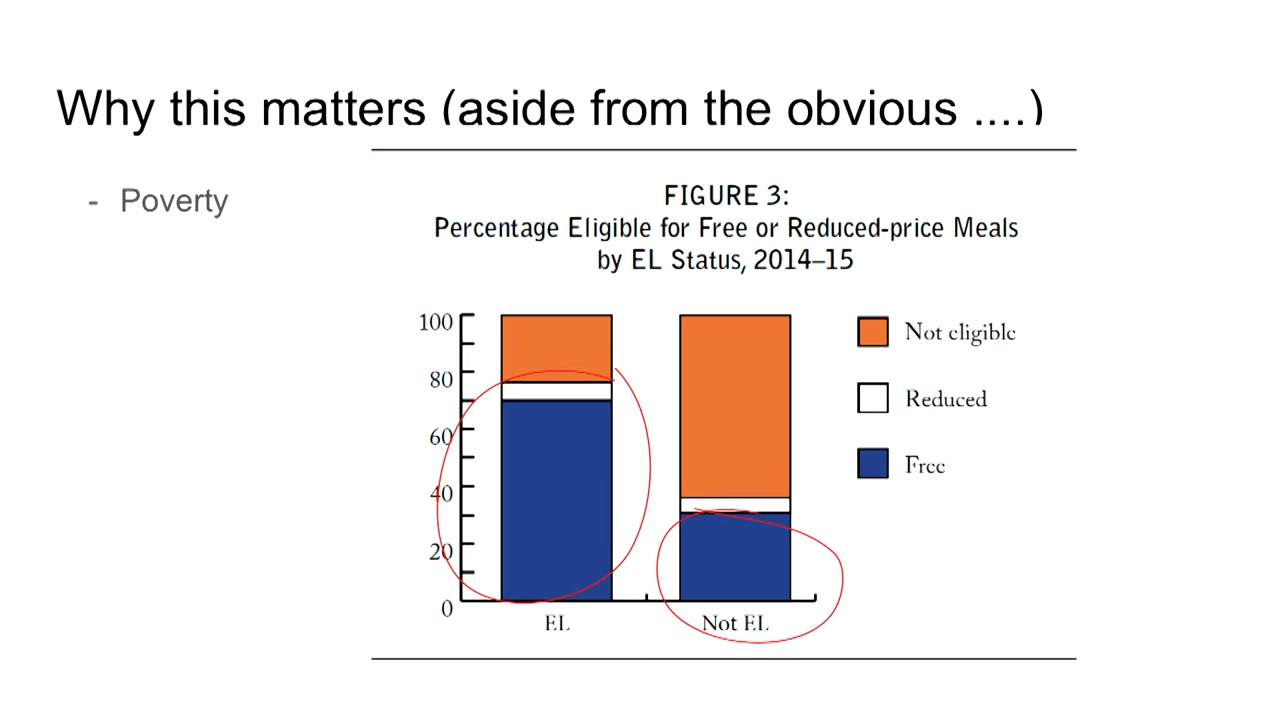 Why this matters (aside from the obvious ....)
- Poverty
FIGURE 3:
Percentage Eligible for Free or Reduced-price Meals
by EL Status, 2014–15
100
80
60
40
20
0
EL
Not EL
Not eligible
Reduced
Free